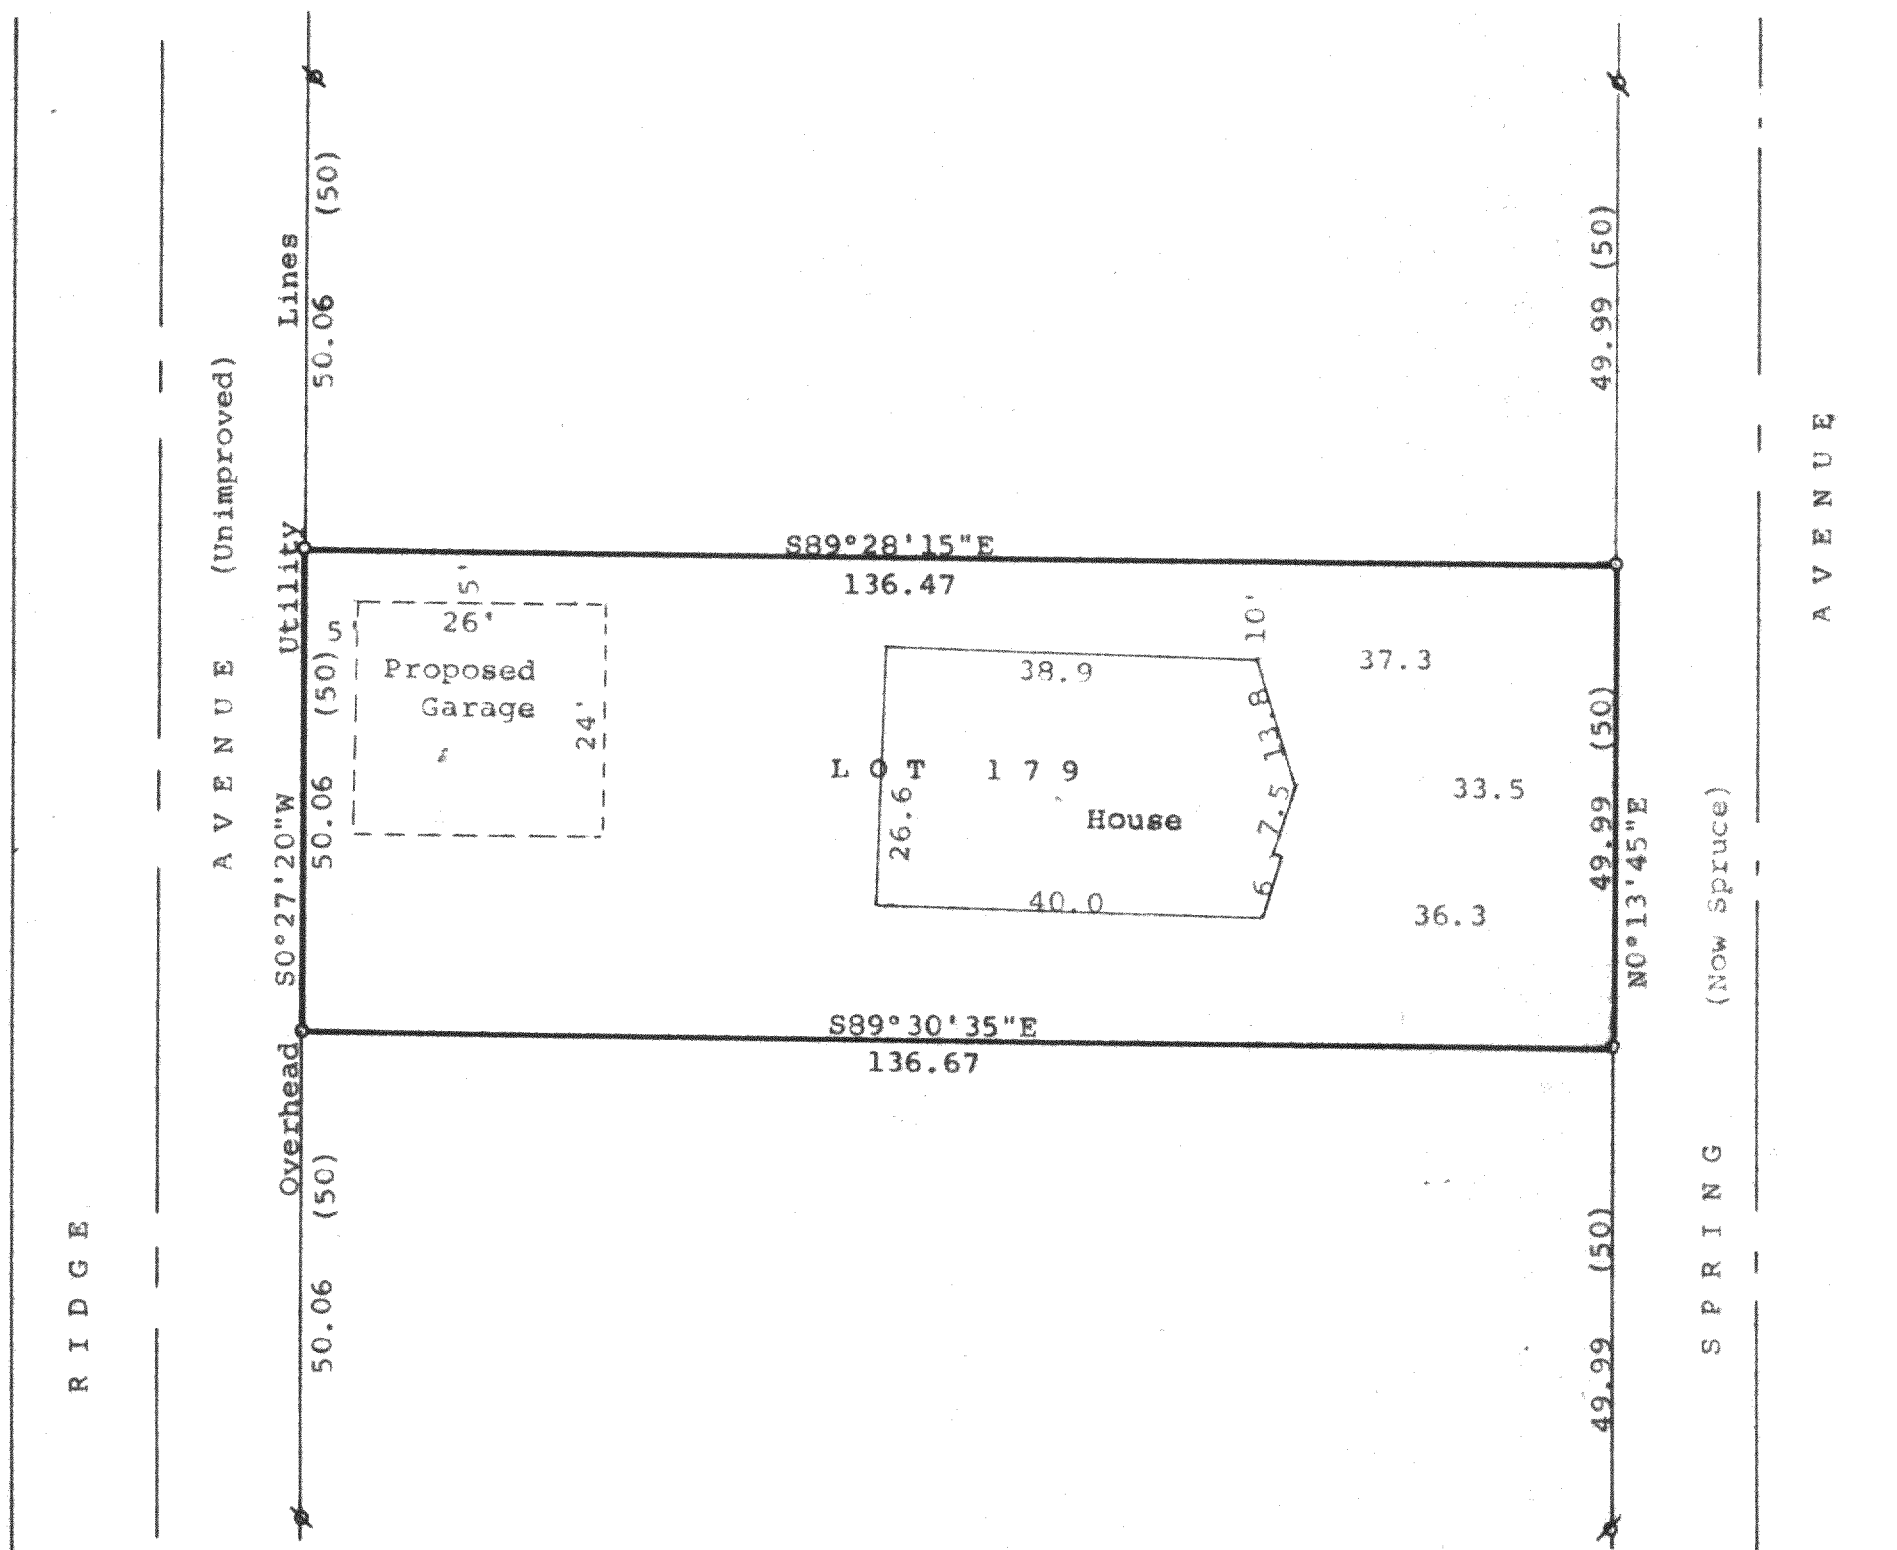 RIDGE
AVENUE (Unimproved)
Overhead Utility Lines
50.06 (50)
S0°27'20"W
50.06 (50)
50.06 (50)
S89°28'15"E
136.47
5'
5'
26'
Proposed
Garage
24'
LOT 179
House
38.9
26.6
40.0
10'
13.8
7.5
6
37.3
33.5
36.3
S89°30'35"E
136.67
49.99 (50)
49.99 (50)
N0°13'45"E
49.99 (50)
SPRING
(Now Spruce)
AVENUE